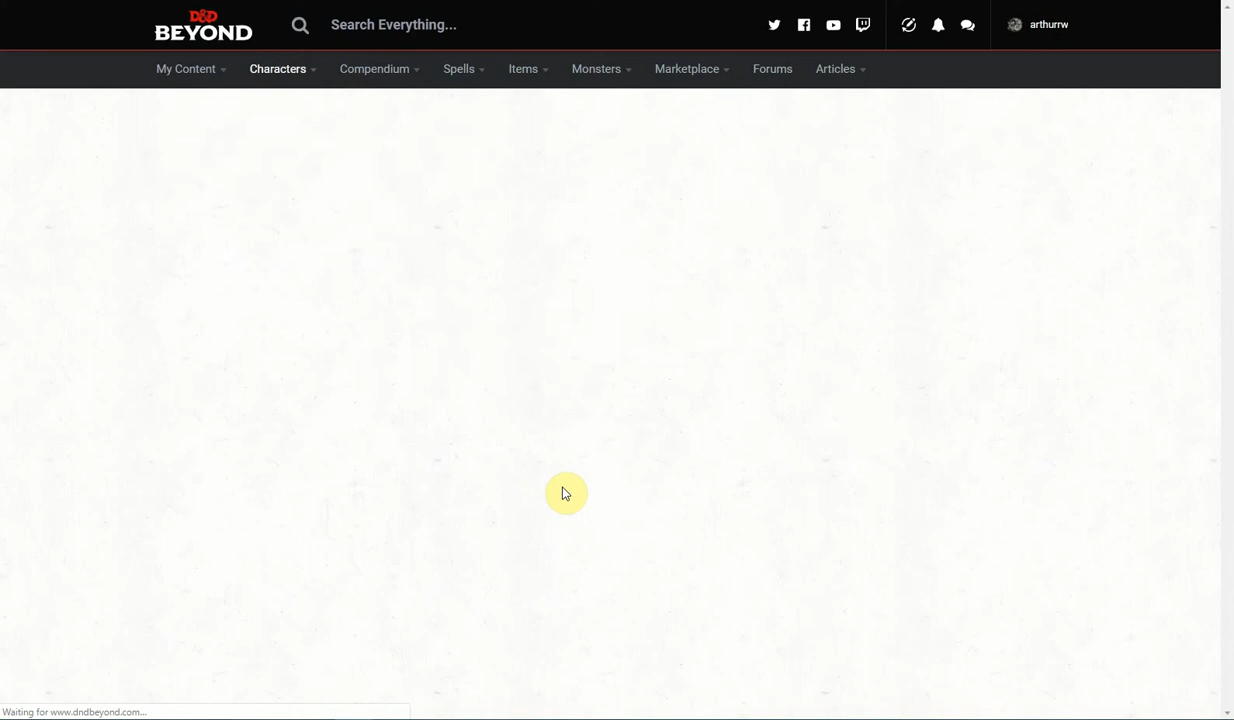 D&D
BEYOND
Search Everything...
arthurrw
My Content
Characters
Compendium
Spells
Items
Monsters
Marketplace
Forums
Articles
Waiting for www.dndbeyond.com...